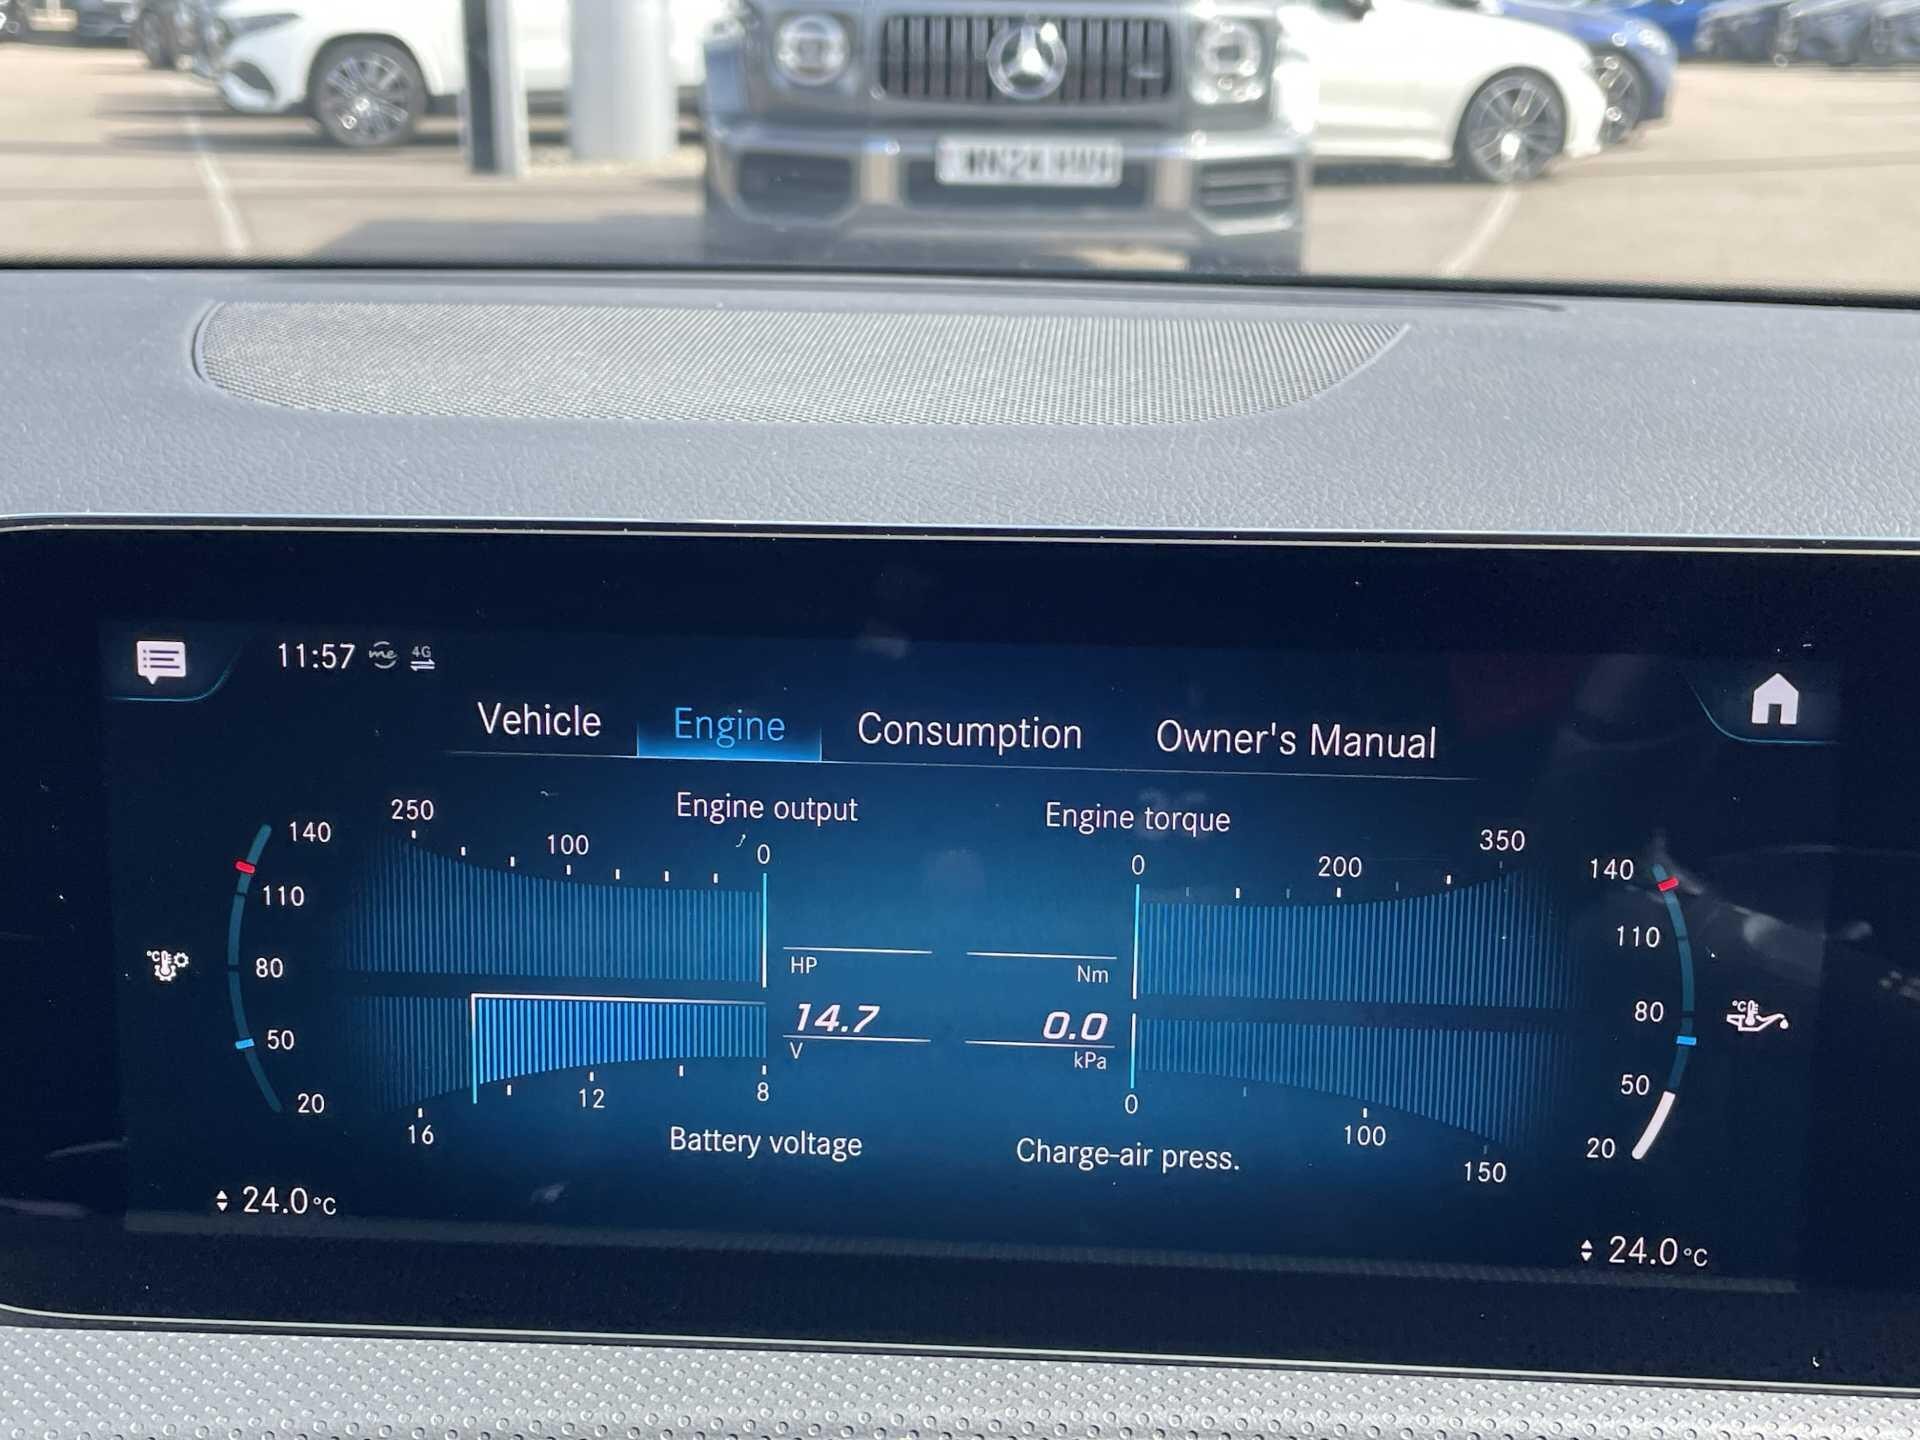 11:57 me 4G
Vehicle Engine Consumption Owner's Manual
Engine output Engine torque
250 100 0
0 200 350
140 110 80 50 20
140 110 80 50 20
HP
Nm
14.7
V
0.0
kPa
16 12 8
0 100 150
Battery voltage
Charge-air press.
°C
°C
24.0°C
24.0°C